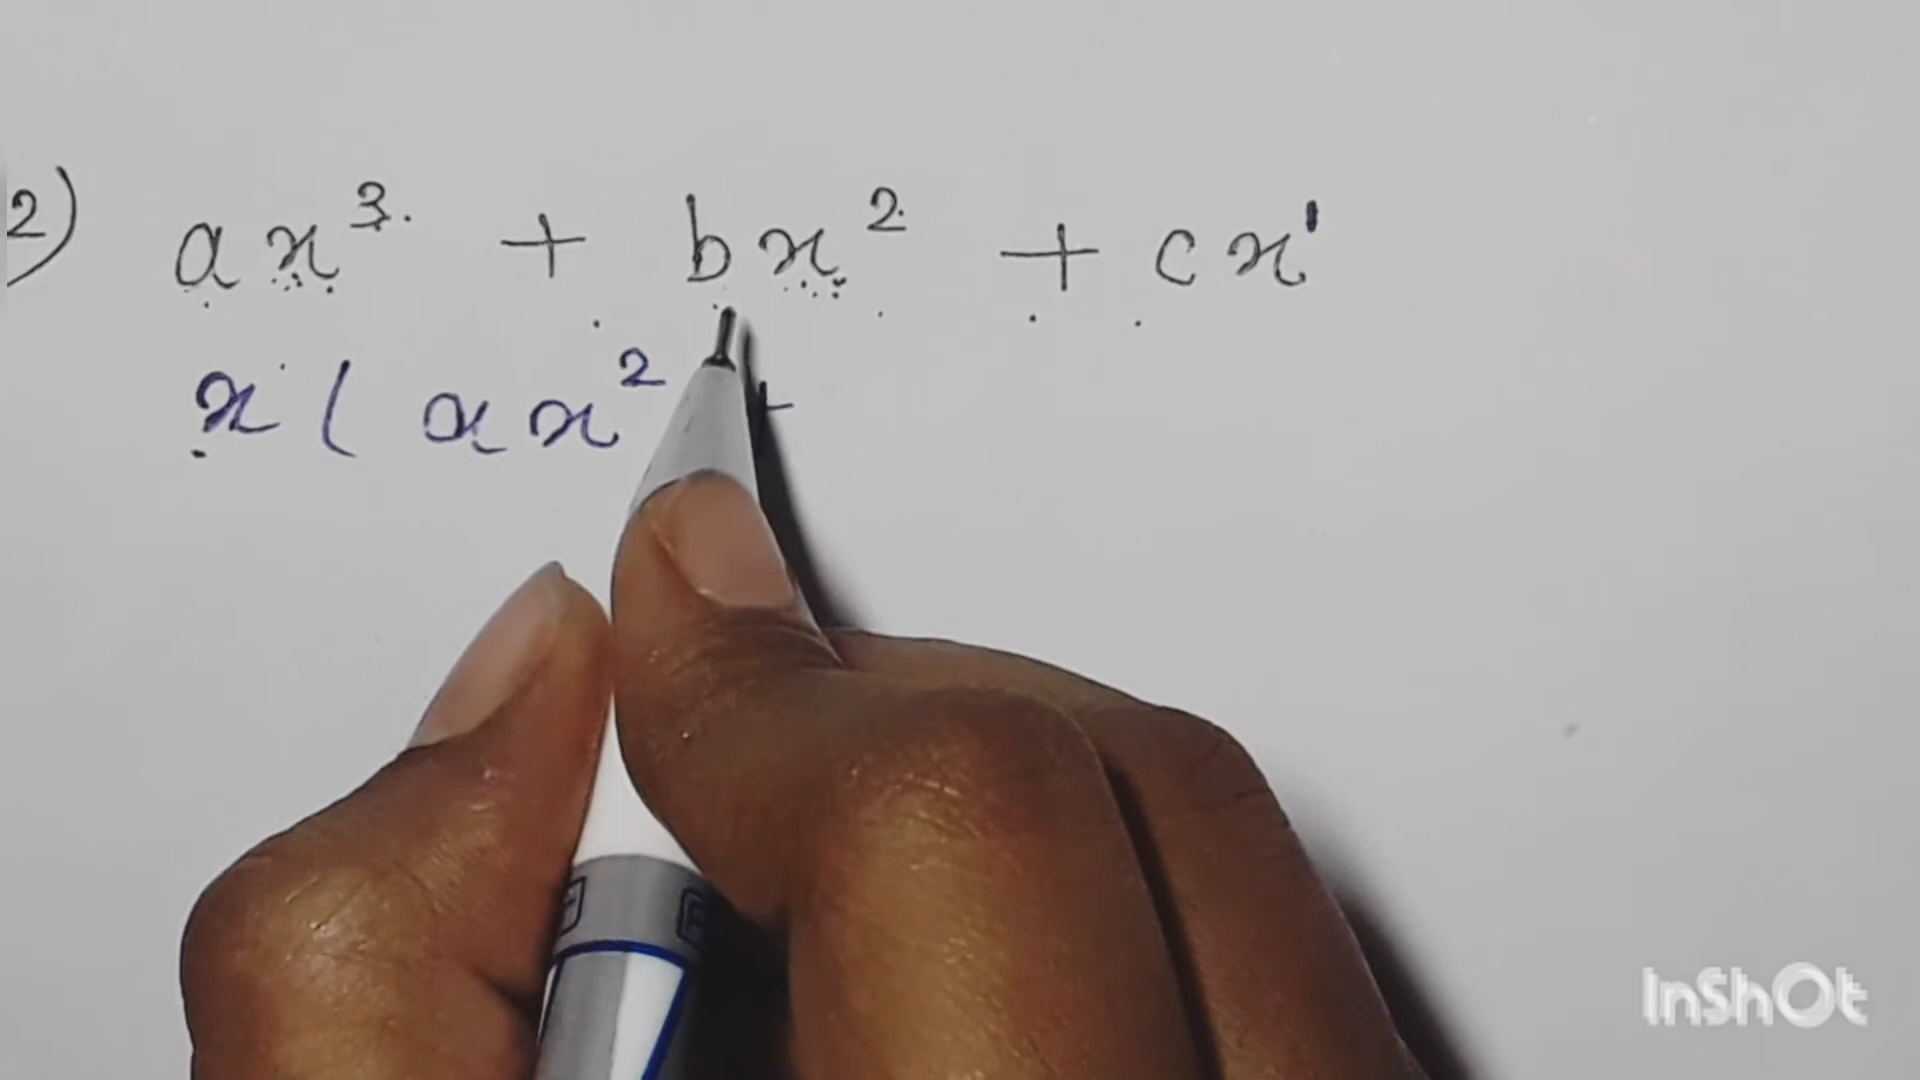 2) ax³ + bx² + cx¹
x ( ax² +
InShOt